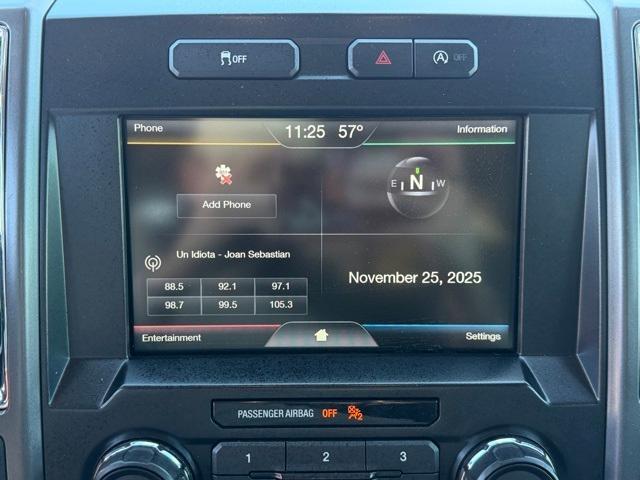 OFF
A OFF
Phone 11:25 57° Information
E N W
Add Phone
Un Idiota - Joan Sebastian
88.5 92.1 97.1
98.7 99.5 105.3
November 25, 2025
Entertainment Settings
PASSENGER AIRBAG OFF 2
1 2 3